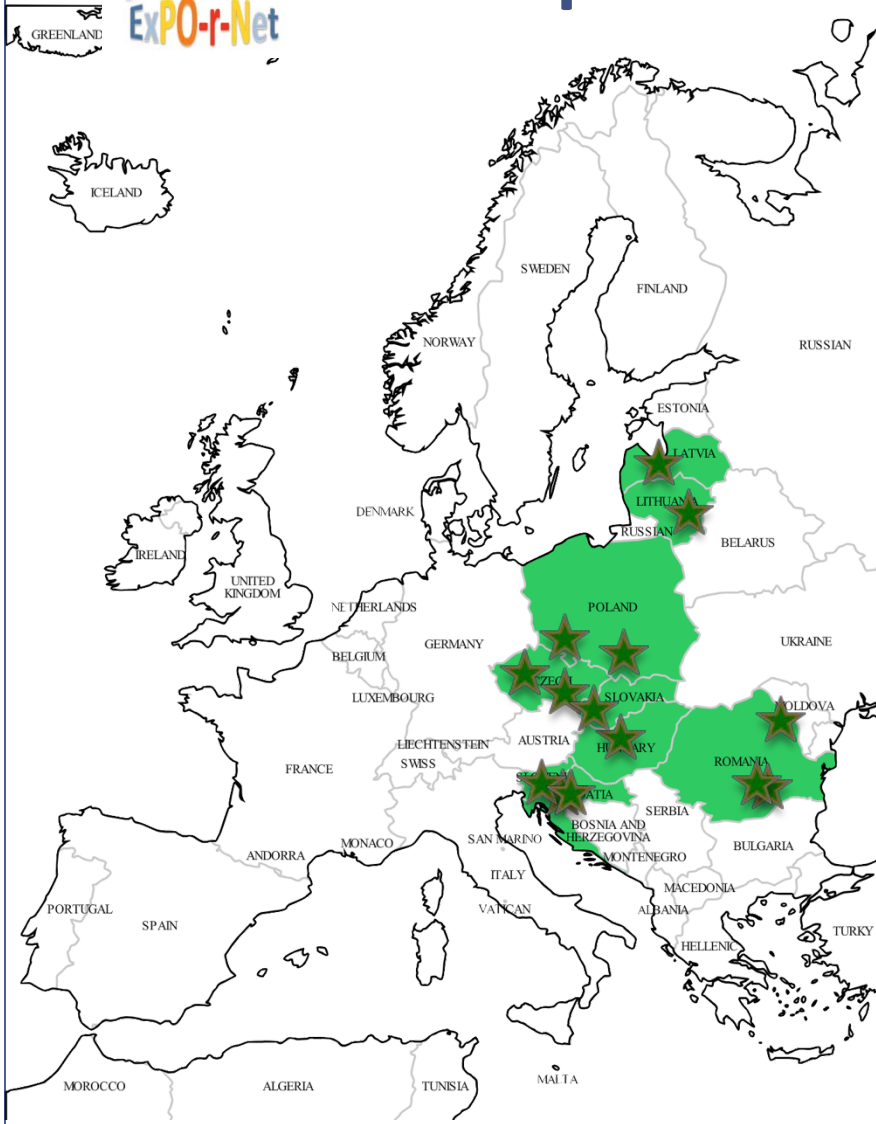 GREENLAND
ExPO-r-Net
ICELAND
SWEDEN
FINLAND
NORWAY
RUSSIAN
ESTONIA
LATVIA
LITHUANIA
DENMARK
RUSSIAN
BELARUS
IRELAND
UNITED
KINGDOM
NETHERLANDS
POLAND
GERMANY
UKRAINE
BELGIUM
CZECH
SLOVAKIA
LUXEMBOURG
MOLDOVA
AUSTRIA
LIECHTENSTEIN
HUNGARY
SWISS
ROMANIA
FRANCE
SERBIA
BOSNIA AND
HERZEGOVINA
SAN MARINO
MONACO
BULGARIA
ANDORRA
MONTENEGRO
ITALY
MACEDONIA
PORTUGAL
VATICAN
ALBANIA
SPAIN
TURKY
HELLENIC
MALTA
MOROCCO
ALGERIA
TUNISIA